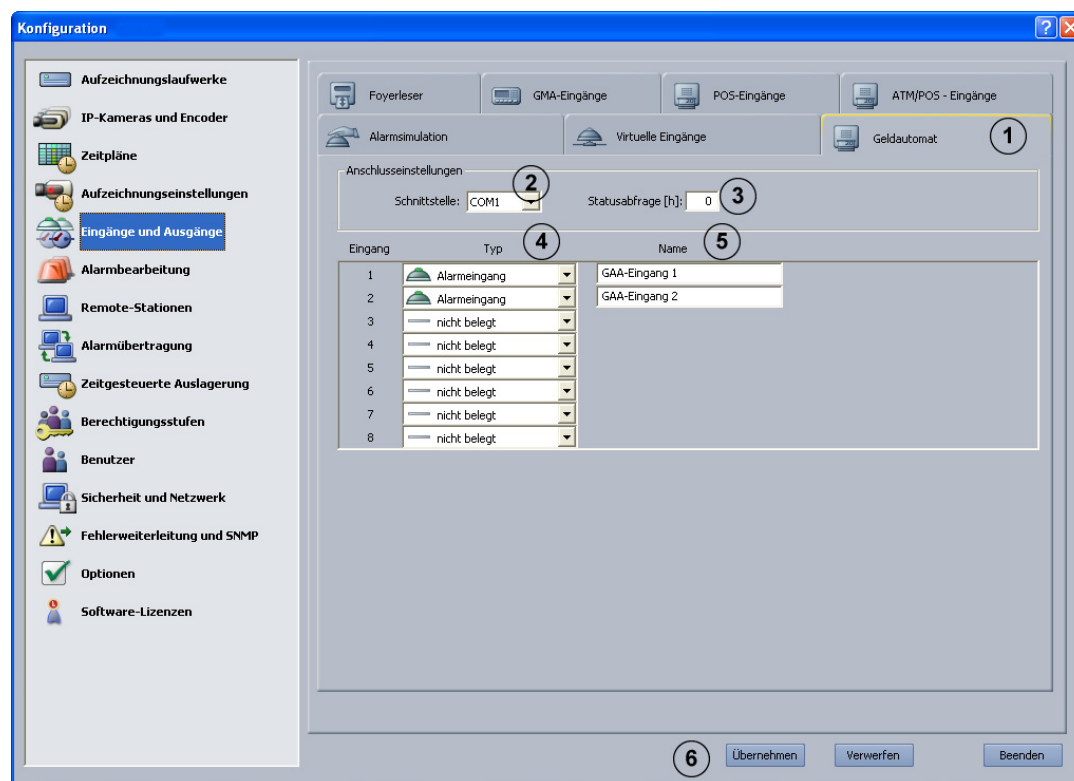 Konfiguration
Aufzeichnungslaufwerke
IP-Kameras und Encoder
Zeitpläne
Aufzeichnungseinstellungen
Eingänge und Ausgänge
Alarmbearbeitung
Remote-Stationen
Alarmübertragung
Zeitgesteuerte Auslagerung
Berechtigungsstufen
Benutzer
Sicherheit und Netzwerk
Fehlerweiterleitung und SNMP
Optionen
Software-Lizenzen
Foyerleser GMA-Eingänge POS-Eingänge ATM/POS - Eingänge
Alarmsimulation Virtuelle Eingänge Geldautomat 1
Anschlusseinstellungen
Schnittstelle: COM1 2 Statusabfrage [h]: 0 3
Eingang Typ 4 Name 5
1 Alarmeingang GAA-Eingang 1
2 Alarmeingang GAA-Eingang 2
3 nicht belegt
4 nicht belegt
5 nicht belegt
6 nicht belegt
7 nicht belegt
8 nicht belegt
6 Übernehmen Verwerfen Beenden